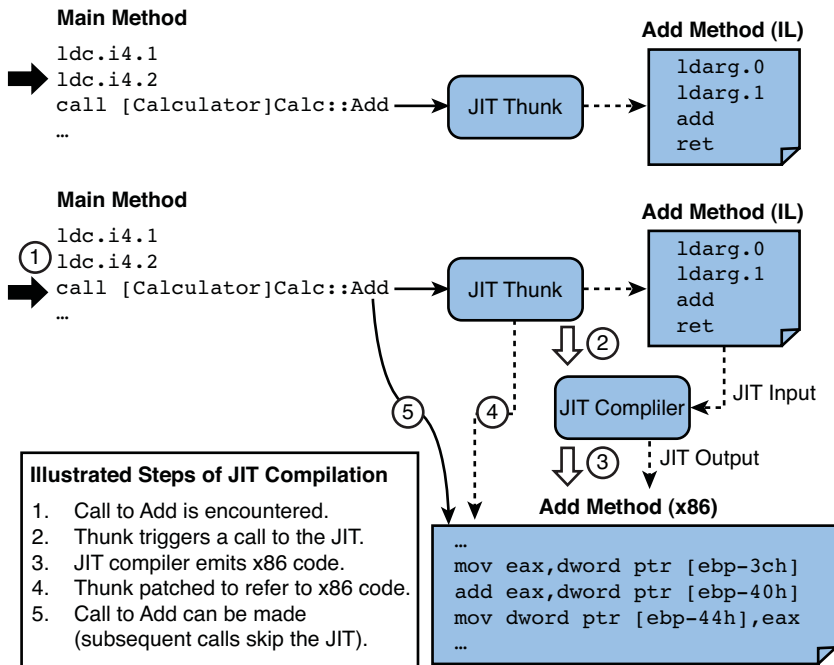 Main Method
ldc.i4.1
ldc.i4.2
call [Calculator]Calc::Add
…
JIT Thunk
Add Method (IL)
ldarg.0
ldarg.1
add
ret
Main Method
ldc.i4.1
1
ldc.i4.2
call [Calculator]Calc::Add
…
JIT Thunk
Add Method (IL)
ldarg.0
ldarg.1
add
ret
2
JIT Input
JIT Compliler
5
4
3
JIT Output
Illustrated Steps of JIT Compilation
1. Call to Add is encountered.
2. Thunk triggers a call to the JIT.
3. JIT compiler emits x86 code.
4. Thunk patched to refer to x86 code.
5. Call to Add can be made
(subsequent calls skip the JIT).
Add Method (x86)
…
mov eax,dword ptr [ebp-3ch]
add eax,dword ptr [ebp-40h]
mov dword ptr [ebp-44h],eax
…